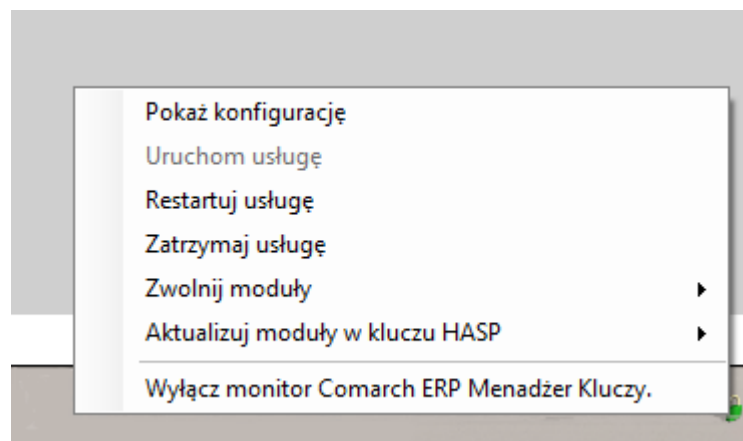 Pokaż konfigurację
Uruchom usługę
Restartuj usługę
Zatrzymaj usługę
Zwolnij moduły
Aktualizuj moduły w kluczu HASP
Wyłącz monitor Comarch ERP Menadżer Kluczy.